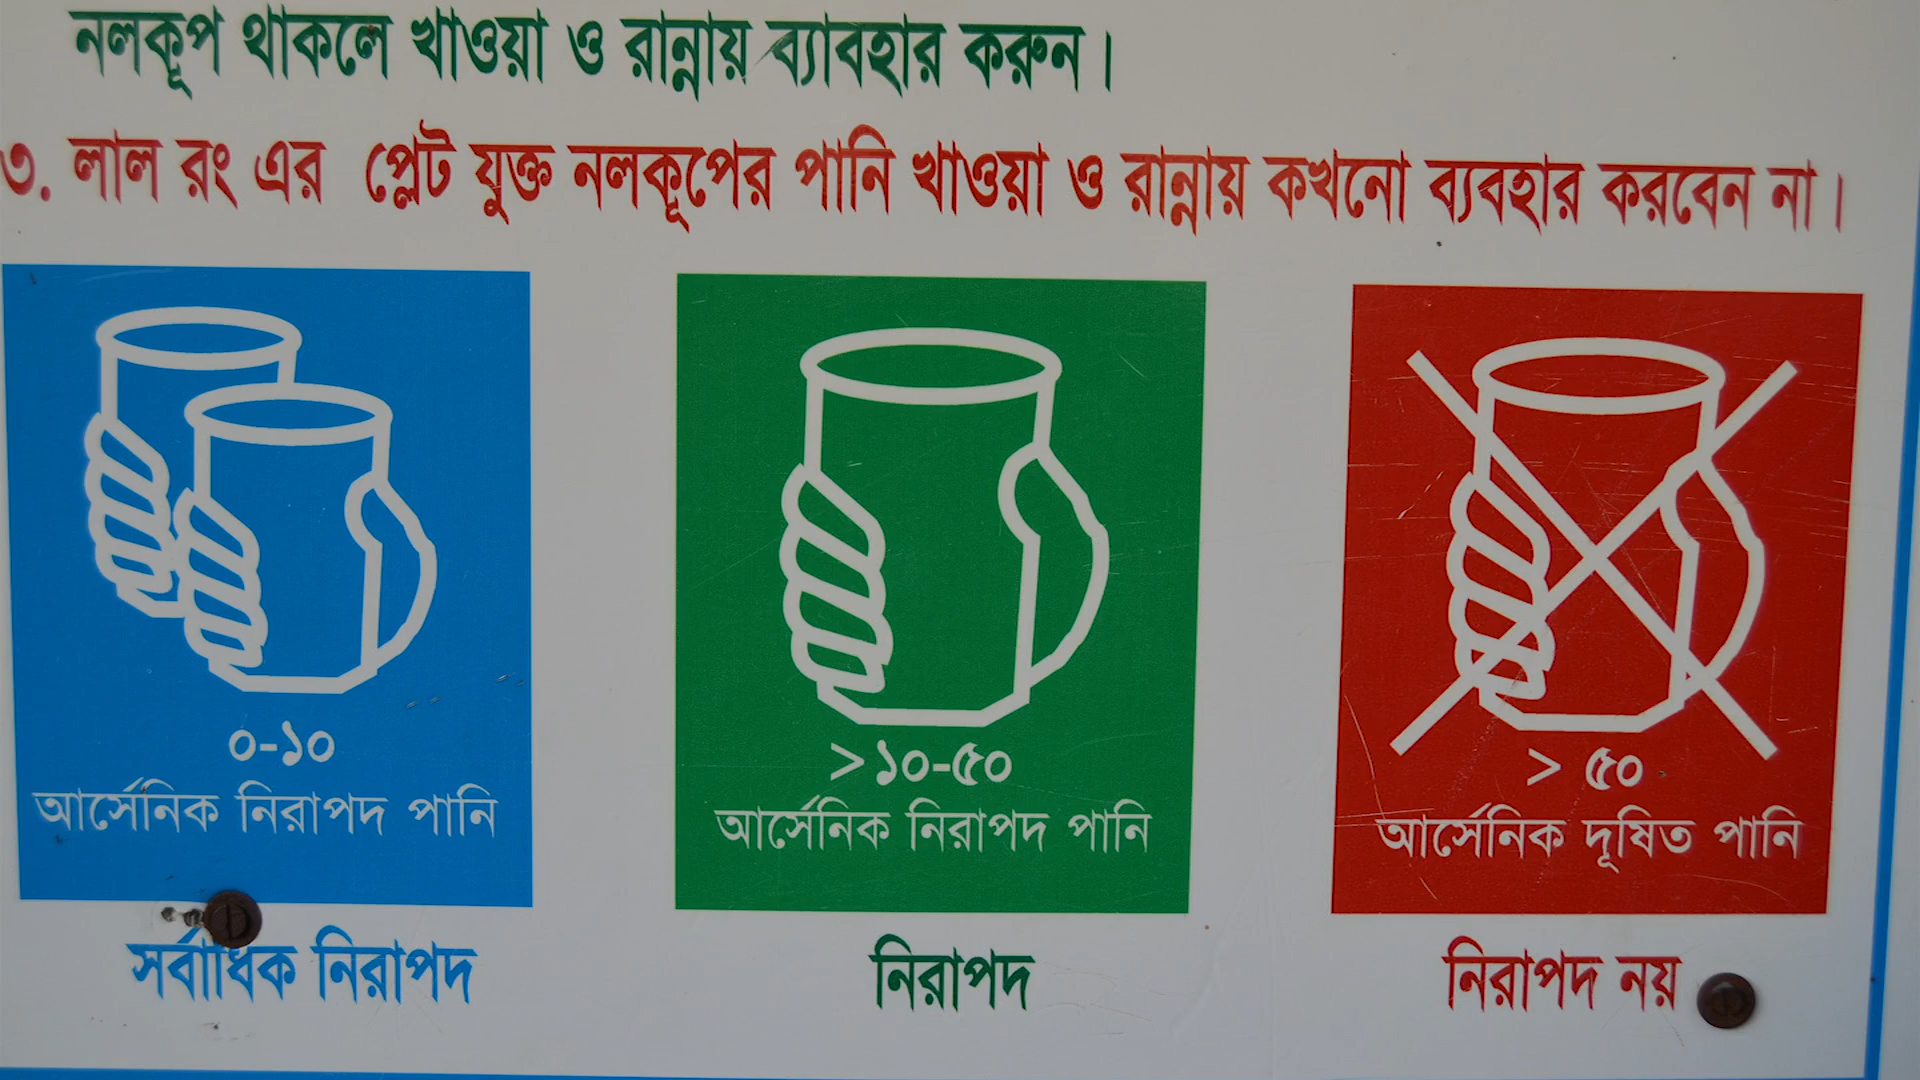 নলকূপ থাকলে খাওয়া ও রান্নায় ব্যাবহার করুন।
৩. লাল রং এর প্লেট যুক্ত নলকূপের পানি খাওয়া ও রান্নায় কখনো ব্যবহার করবেন না।
০-১০
আর্সেনিক নিরাপদ পানি
সর্বাধিক নিরাপদ
> ১০-৫০
আর্সেনিক নিরাপদ পানি
নিরাপদ
> ৫০
আর্সেনিক দূষিত পানি
নিরাপদ নয়